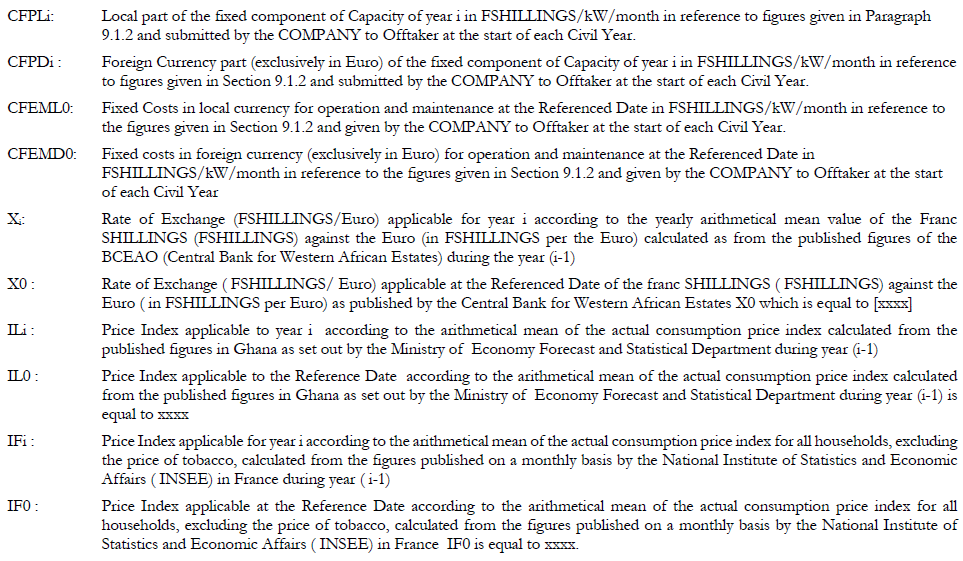 CFPLi: Local part of the fixed component of Capacity of year i in FSHILLINGS/kW/month in reference to figures given in Paragraph
9.1.2 and submitted by the COMPANY to Offtaker at the start of each Civil Year.
CFPDi : Foreign Currency part (exclusively in Euro) of the fixed component of Capacity of year i in FSHILLINGS/kW/month in reference
to figures given in Section 9.1.2 and submitted by the COMPANY to Offtaker at the start of each Civil Year.
CFEML0: Fixed Costs in local currency for operation and maintenance at the Referenced Date in FSHILLINGS/kW/month in reference to
the figures given in Section 9.1.2 and given by the COMPANY to Offtaker at the start of each Civil Year.
CFEMD0: Fixed costs in foreign currency (exclusively in Euro) for operation and maintenance at the Referenced Date in
FSHILLINGS/kW/month in reference to the figures given in Section 9.1.2 and given by the COMPANY to Offtaker at the start
of each Civil Year
Xi: Rate of Exchange (FSHILLINGS/Euro) applicable for year i according to the yearly arithmetical mean value of the Franc
SHILLINGS (FSHILLINGS) against the Euro (in FSHILLINGS per the Euro) calculated as from the published figures of the
BCEAO (Central Bank for Western African Estates) during the year (i-1)
X0 : Rate of Exchange ( FSHILLINGS/ Euro) applicable at the Referenced Date of the franc SHILLINGS ( FSHILLINGS) against the
Euro ( in FSHILLINGS per Euro) as published by the Central Bank for Western African Estates X0 which is equal to [xxxx]
ILi : Price Index applicable to year i according to the arithmetical mean of the actual consumption price index calculated from the
published figures in Ghana as set out by the Ministry of Economy Forecast and Statistical Department during year (i-1)
IL0 : Price Index applicable to the Reference Date according to the arithmetical mean of the actual consumption price index calculated
from the published figures in Ghana as set out by the Ministry of Economy Forecast and Statistical Department during year (i-1) is
equal to xxxx
IFi : Price Index applicable for year i according to the arithmetical mean of the actual consumption price index for all households, excluding
the price of tobacco, calculated from the figures published on a monthly basis by the National Institute of Statistics and Economic
Affairs ( INSEE) in France during year ( i-1)
IF0 : Price Index applicable at the Reference Date according to the arithmetical mean of the actual consumption price index for all
households, excluding the price of tobacco, calculated from the figures published on a monthly basis by the National Institute of
Statistics and Economic Affairs ( INSEE) in France IF0 is equal to xxxx.